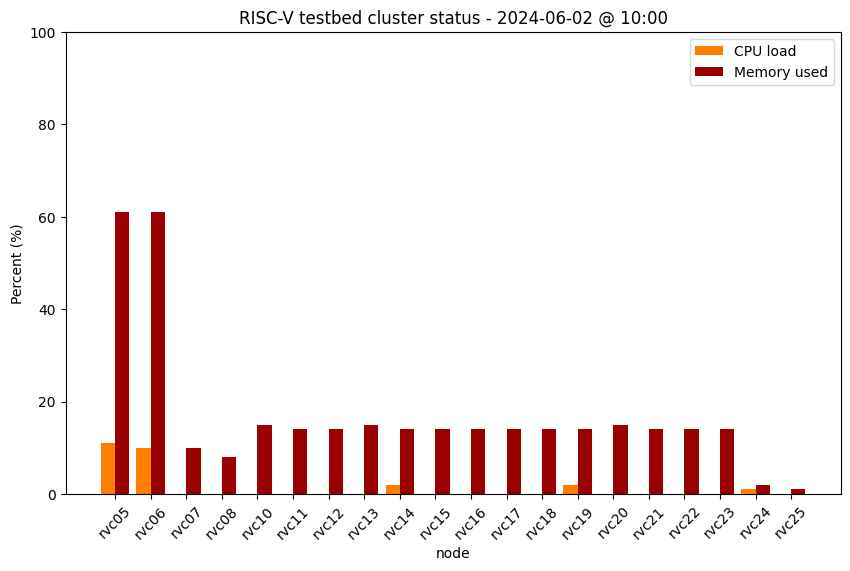 RISC-V testbed cluster status - 2024-06-02 @ 10:00
CPU load
Memory used
Percent (%)
100
80
60
40
20
0
rvc05
rvc06
rvc07
rvc08
rvc10
rvc11
rvc12
rvc13
rvc14
rvc15
rvc16
rvc17
rvc18
rvc19
rvc20
rvc21
rvc22
rvc23
rvc24
rvc25
node